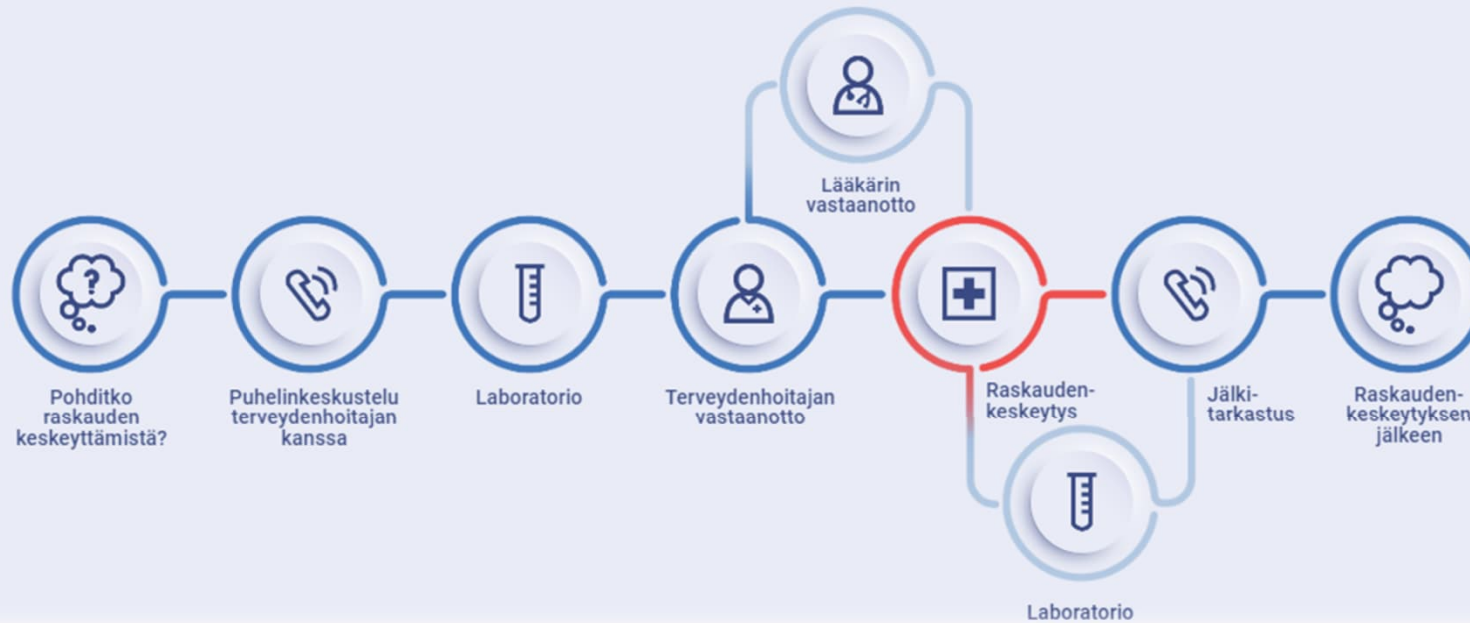 Lääkärin
vastaanotto
Pohditko
raskauden
keskeyttämistä?
Puhelinkeskustelu
terveydenhoitajan
kanssa
Laboratorio
Terveydenhoitajan
vastaanotto
Raskauden-
keskeytys
Jälki-
tarkastus
Raskauden-
keskeytyksen
jälkeen
Laboratorio